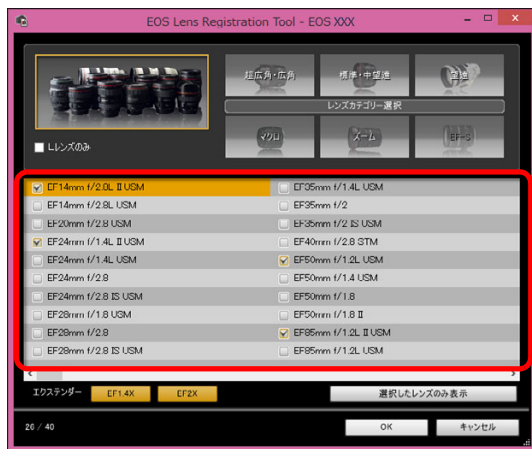 EOS Lens Registration Tool - EOS XXX
超広角・広角
標準・中望遠
望遠
レンズカテゴリー選択
マクロ
ズーム
EF-S
Lレンズのみ
EF14mm f/2.8L II USM
EF14mm f/2.8L USM
EF20mm f/2.8 USM
EF24mm f/1.4L II USM
EF24mm f/1.4L USM
EF24mm f/2.8
EF24mm f/2.8 IS USM
EF28mm f/1.8 USM
EF28mm f/2.8
EF28mm f/2.8 IS USM
EF35mm f/1.4L USM
EF35mm f/2
EF35mm f/2 IS USM
EF40mm f/2.8 STM
EF50mm f/1.2L USM
EF50mm f/1.4 USM
EF50mm f/1.8
EF50mm f/1.8 II
EF85mm f/1.2L II USM
EF85mm f/1.2L USM
エクステンダー
EF1.4X
EF2X
選択したレンズのみ表示
26 / 40
OK
キャンセル